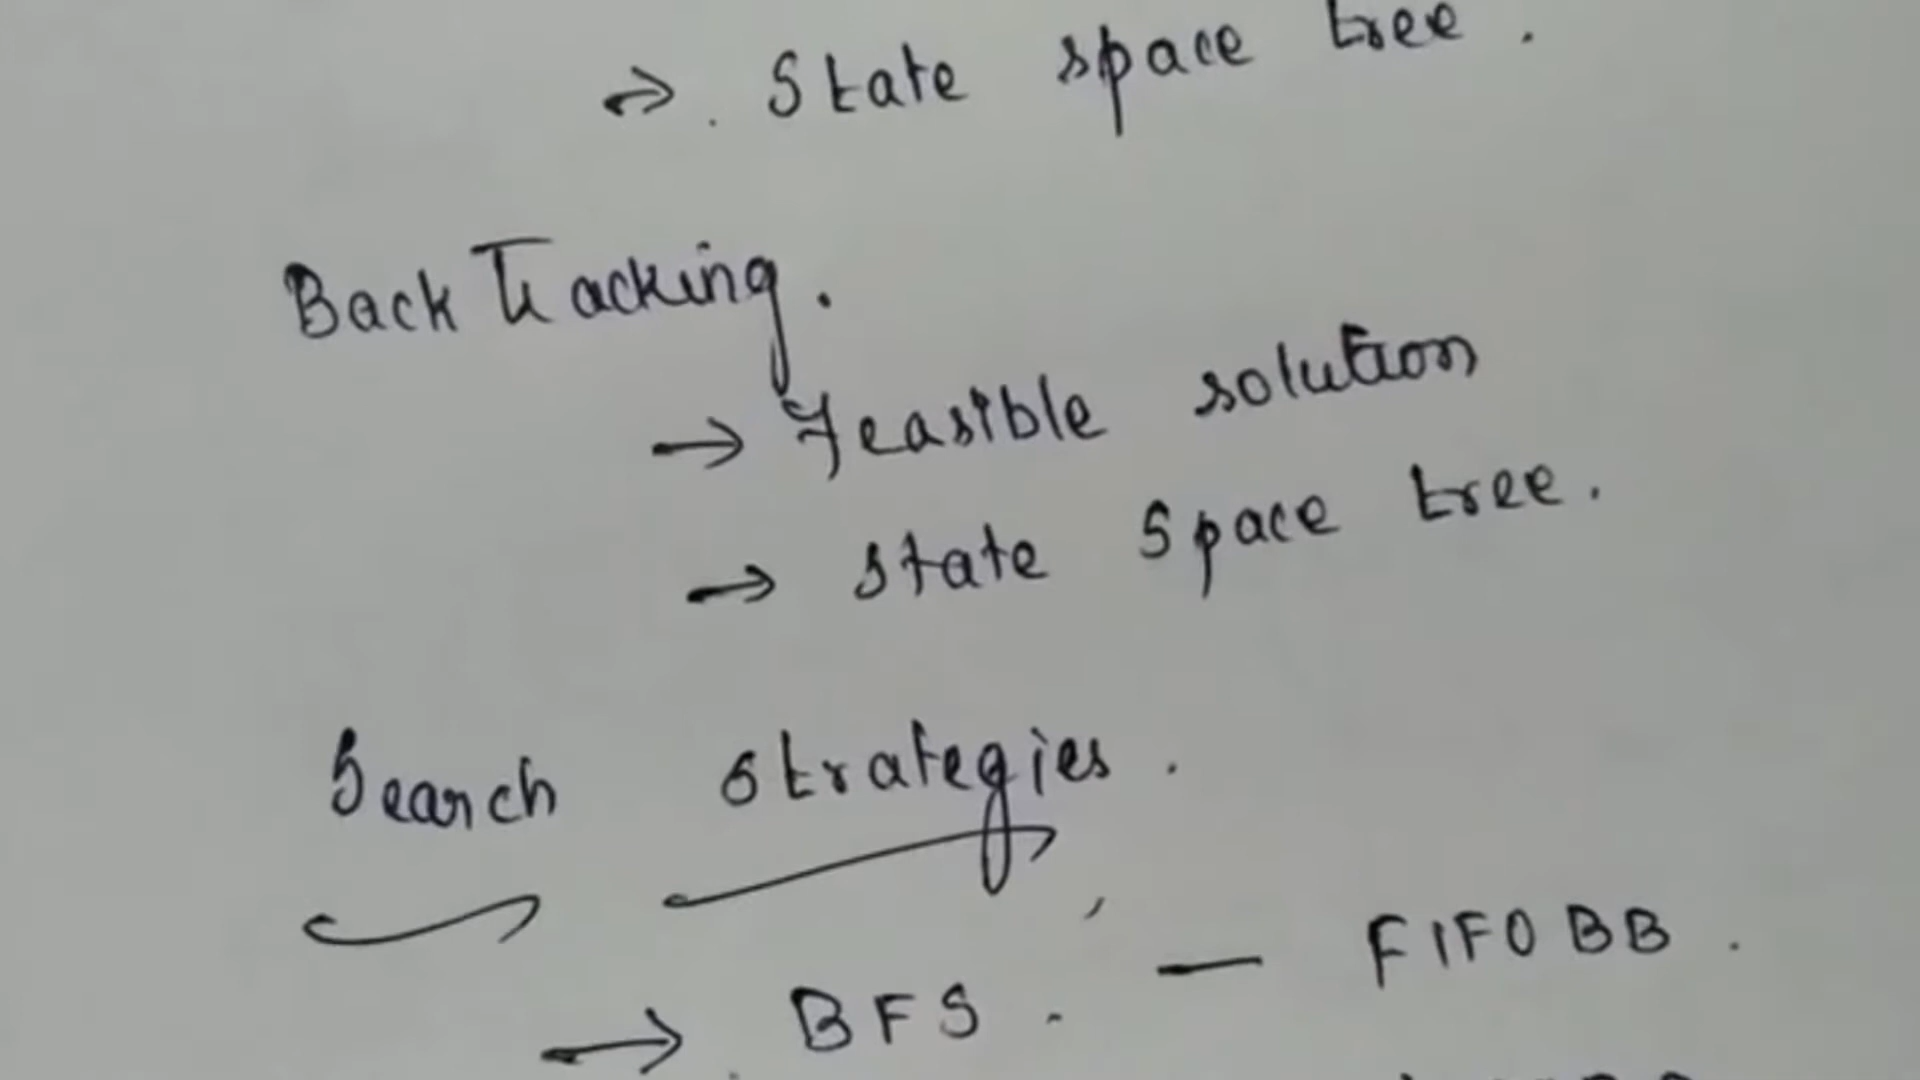 → . State space tree .
Back Tracking .
→ Feasible solution
→ state Space tree .
Search strategies .
→ BFS . — FIFO BB .